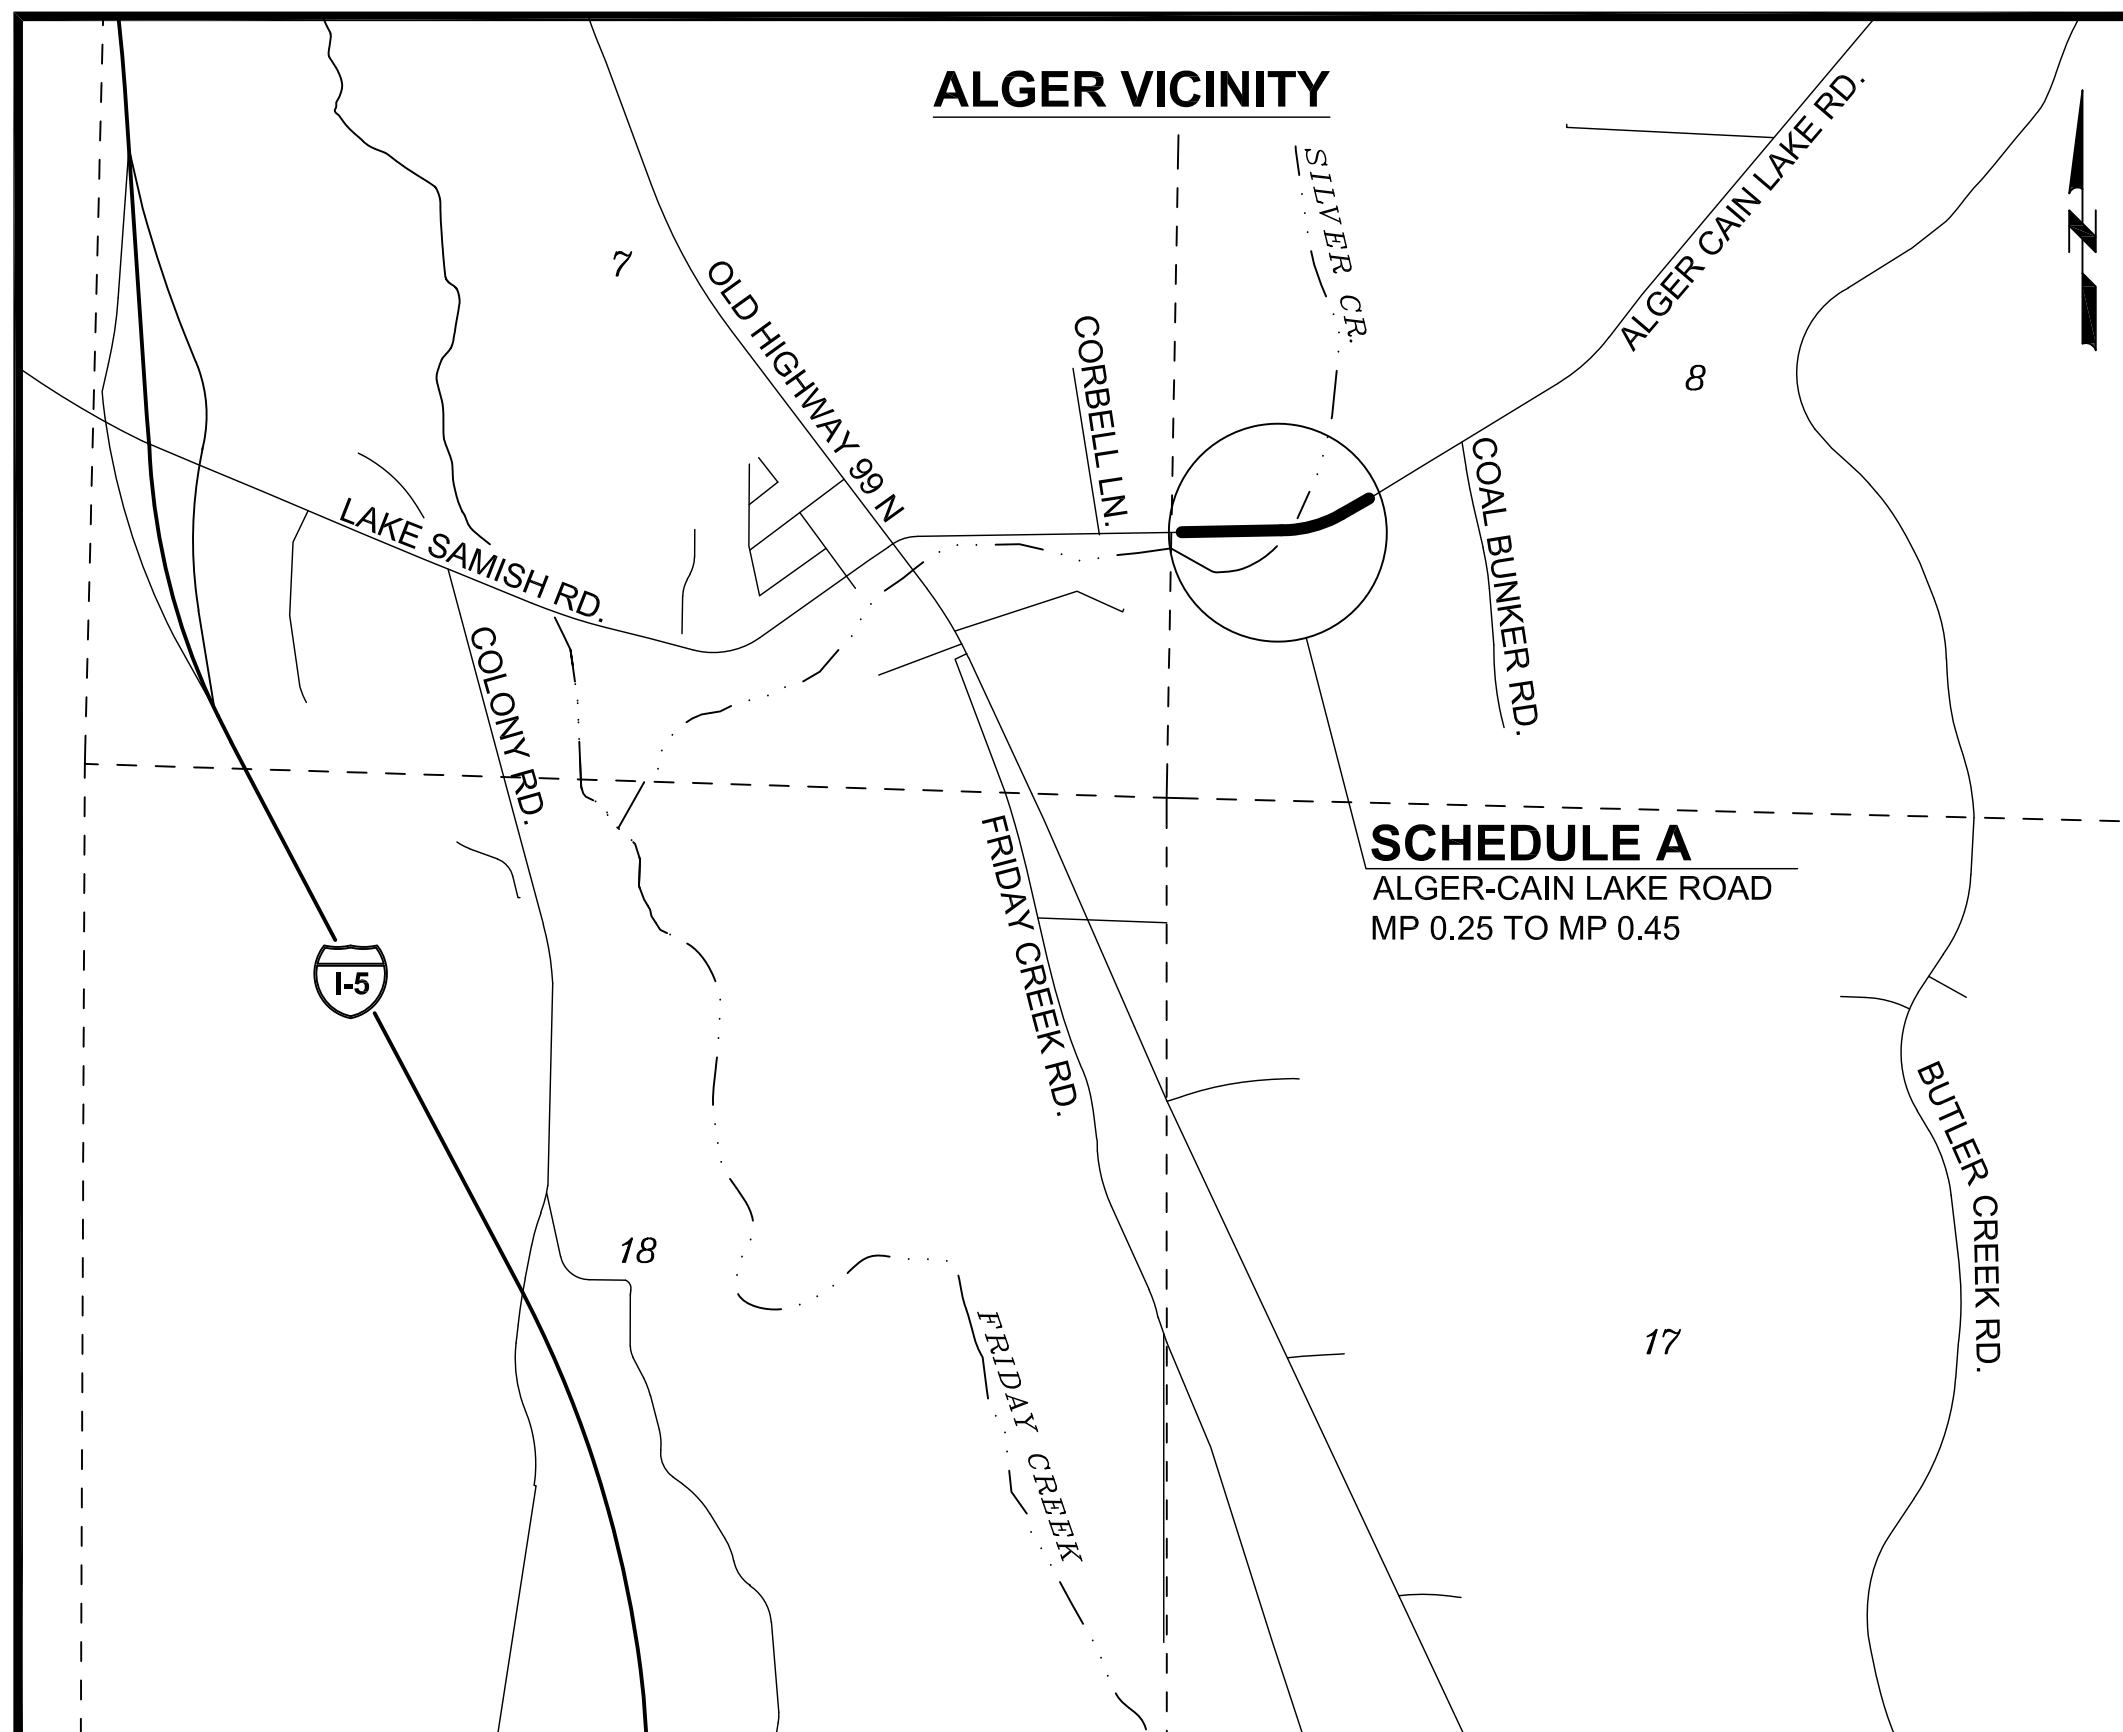 ALGER VICINITY
SILVER CR.
ALGER CAIN LAKE RD.
N
7
OLD HIGHWAY 99 N
CORBELL LN.
8
COAL BUNKER RD.
LAKE SAMISH RD.
COLONY RD.
SCHEDULE A
ALGER-CAIN LAKE ROAD
MP 0.25 TO MP 0.45
FRIDAY CREEK RD.
I-5
BUTLER CREEK RD.
18
17
FRIDAY CREEK